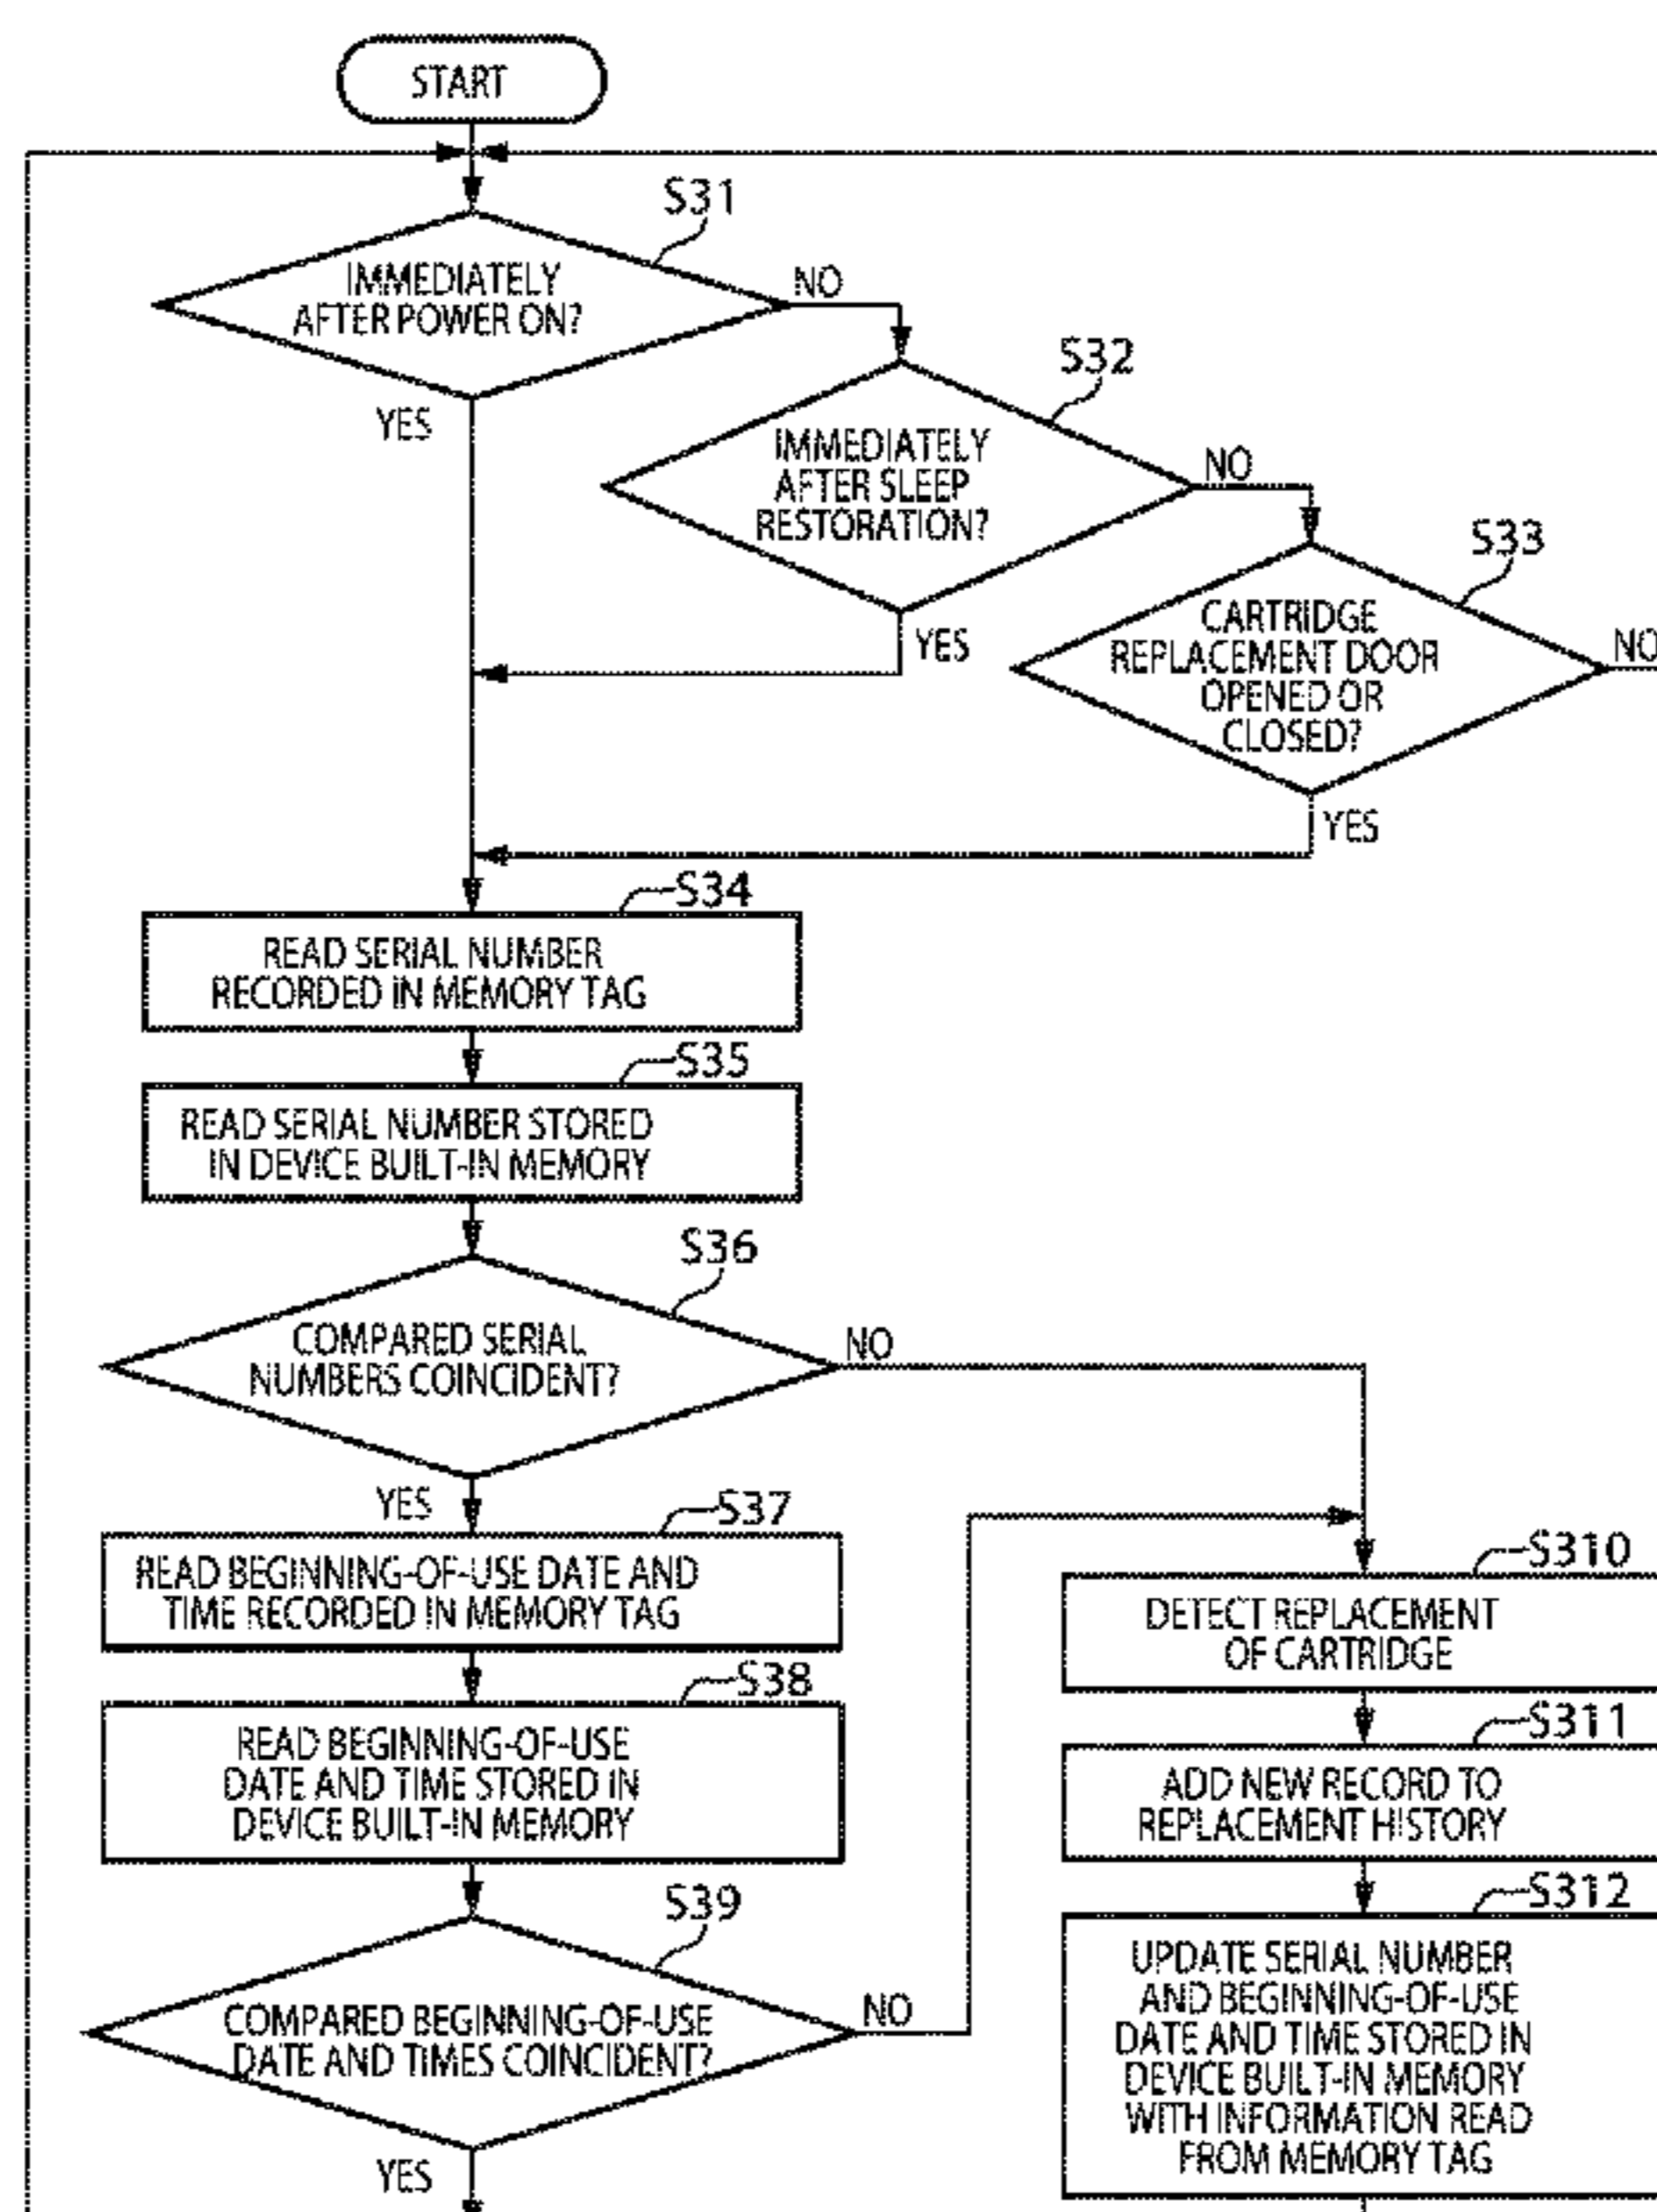 START
S31
IMMEDIATELY
AFTER POWER ON?
NO
YES
S32
IMMEDIATELY
AFTER SLEEP
RESTORATION?
NO
YES
S33
CARTRIDGE
REPLACEMENT DOOR
OPENED OR
CLOSED?
NO
YES
S34
READ SERIAL NUMBER
RECORDED IN MEMORY TAG
S35
READ SERIAL NUMBER STORED
IN DEVICE BUILT-IN MEMORY
S36
COMPARED SERIAL
NUMBERS COINCIDENT?
NO
YES
S37
READ BEGINNING-OF-USE DATE AND
TIME RECORDED IN MEMORY TAG
S38
READ BEGINNING-OF-USE
DATE AND TIME STORED IN
DEVICE BUILT-IN MEMORY
S39
COMPARED BEGINNING-OF-USE
DATE AND TIMES COINCIDENT?
NO
YES
S310
DETECT REPLACEMENT
OF CARTRIDGE
S311
ADD NEW RECORD TO
REPLACEMENT HISTORY
S312
UPDATE SERIAL NUMBER
AND BEGINNING-OF-USE
DATE AND TIME STORED IN
DEVICE BUILT-IN MEMORY
WITH INFORMATION READ
FROM MEMORY TAG